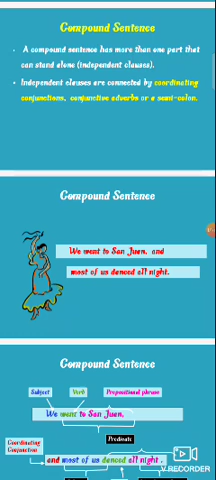 Compound Sentence
• A compound sentence has more than one part that
can stand alone (independent clauses).
• Independent clauses are connected by coordinating
conjunctions, conjunctive adverbs or a semi-colon.
Compound Sentence
We went to San Juan, and
most of us danced all night.
Compound Sentence
Subject Verb Prepositional phrase
We went to San Juan,
Predicate
Coordinating
Conjunction
and most of us danced all night .
V RECORDER